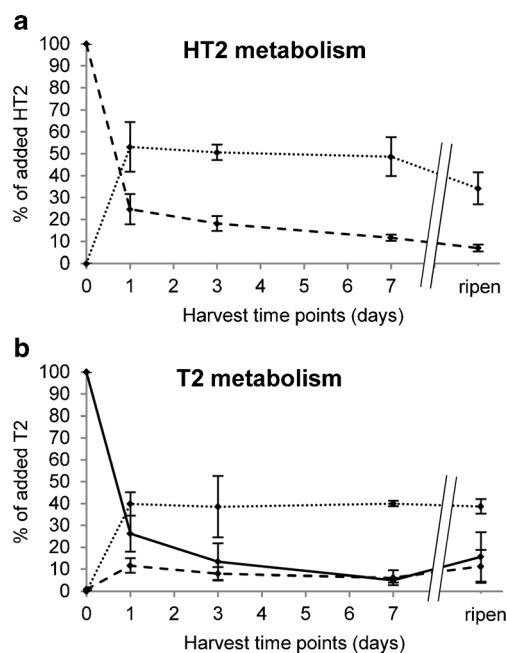 a
HT2 metabolism
% of added HT2
100
90
80
70
60
50
40
30
20
10
0
0 1 2 3 4 5 6 7 ripen
Harvest time points (days)
b
T2 metabolism
% of added T2
100
90
80
70
60
50
40
30
20
10
0
0 1 2 3 4 5 6 7 ripen
Harvest time points (days)